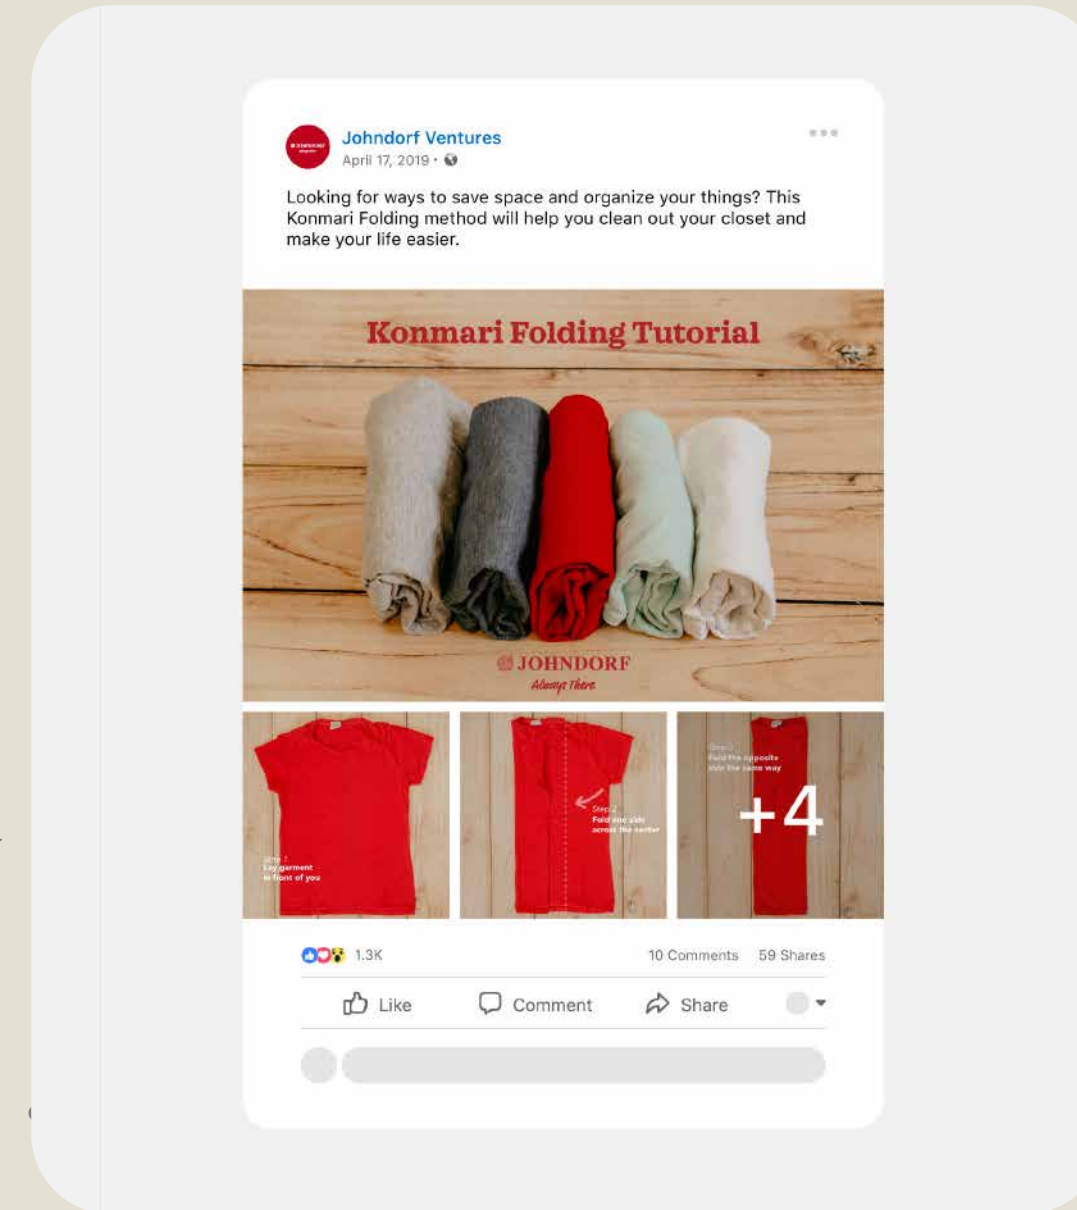 Johndorf Ventures
April 17, 2019 •
Looking for ways to save space and organize your things? This
Konmari Folding method will help you clean out your closet and
make your life easier.
Konmari Folding Tutorial
JOHNDORF
Always There
Step 1
Lay garment
in front of you
Step 2
Fold one side
across the center
Step 3
Fold the opposite
side the same way
+4
1.3K
10 Comments 59 Shares
Like Comment Share